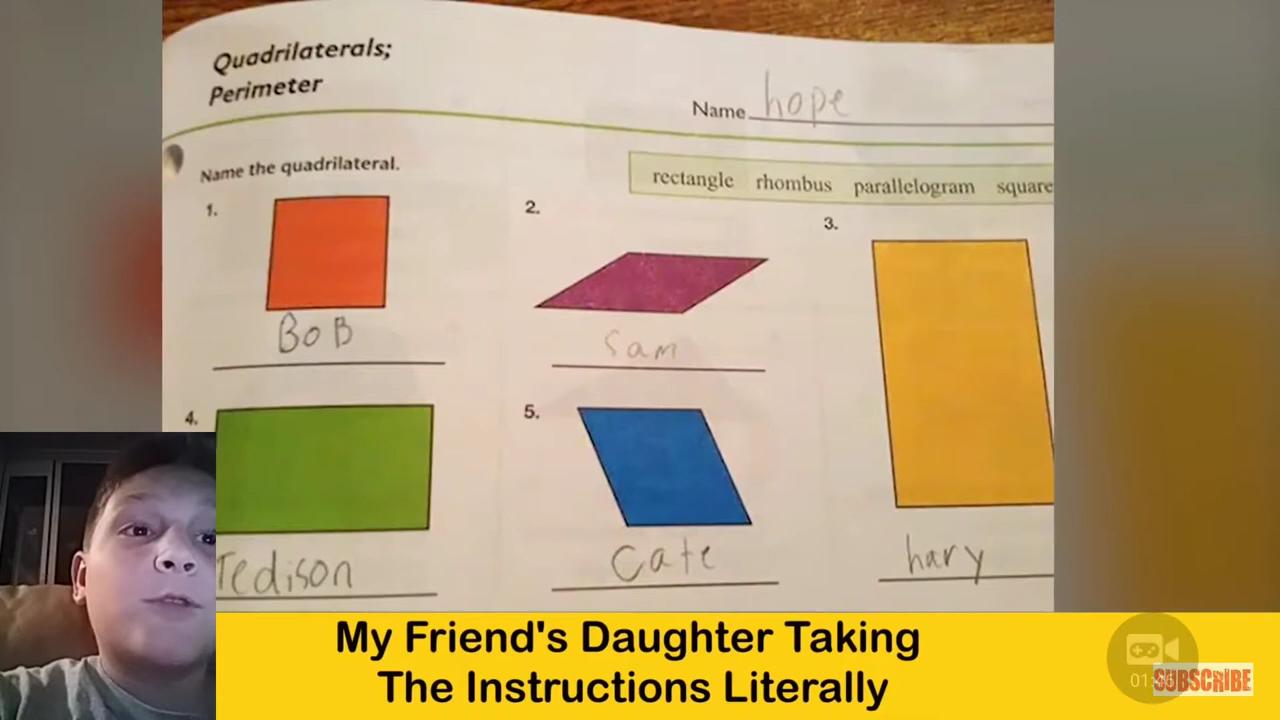 Quadrilaterals;
Perimeter
Name hope
Name the quadrilateral.
rectangle rhombus parallelogram square
1.
2.
3.
BoB
sam
4.
5.
Tedison
cate
hary
My Friend's Daughter Taking
The Instructions Literally
SUBSCRIBE